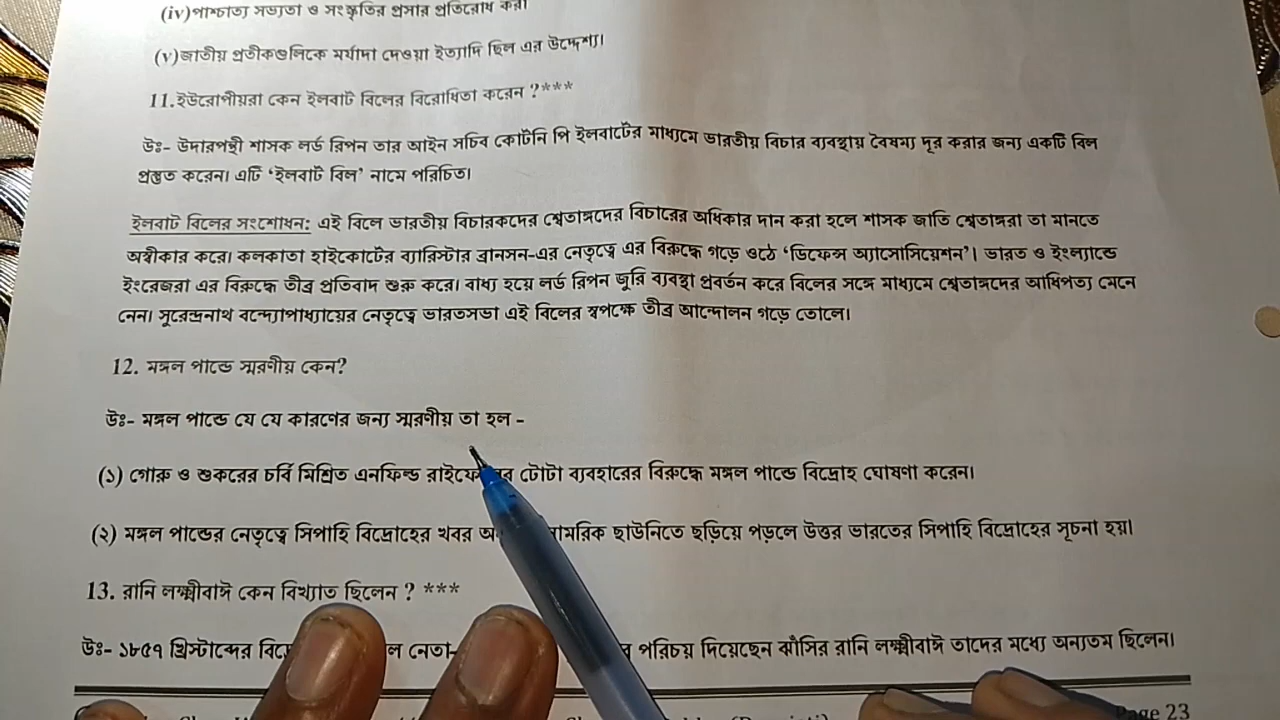 (iv)পাশ্চাত্য সভ্যতা ও সংস্কৃতির প্রসার প্রতিরোধ করা
(v)জাতীয় প্রতীকগুলিকে মর্যাদা দেওয়া ইত্যাদি ছিল এর উদ্দেশ্য।
11.ইউরোপীয়রা কেন ইলবার্ট বিলের বিরোধিতা করেন ?***
উঃ- উদারপন্থী শাসক লর্ড রিপন তার আইন সচিব কোর্টনি পি ইলবার্টের মাধ্যমে ভারতীয় বিচার ব্যবস্থায় বৈষম্য দূর করার জন্য একটি বিল
প্রস্তুত করেন। এটি ‘ইলবার্ট বিল’ নামে পরিচিত।
ইলবার্ট বিলের সংশোধন: এই বিলে ভারতীয় বিচারকদের শ্বেতাঙ্গদের বিচারের অধিকার দান করা হলে শাসক জাতি শ্বেতাঙ্গরা তা মানতে
অস্বীকার করে। কলকাতা হাইকোর্টের ব্যারিস্টার ব্রানসন-এর নেতৃত্বে এর বিরুদ্ধে গড়ে ওঠে ‘ডিফেন্স অ্যাসোসিয়েশন’। ভারত ও ইংল্যান্ডে
ইংরেজরা এর বিরুদ্ধে তীব্র প্রতিবাদ শুরু করে। বাধ্য হয়ে লর্ড রিপন জুরি ব্যবস্থা প্রবর্তন করে বিলের সঙ্গে মাধ্যমে শ্বেতাঙ্গদের আধিপত্য মেনে
নেন। সুরেন্দ্রনাথ বন্দ্যোপাধ্যায়ের নেতৃত্বে ভারতসভা এই বিলের স্বপক্ষে তীব্র আন্দোলন গড়ে তোলে।
12. মঙ্গল পান্ডে স্মরণীয় কেন?
উঃ- মঙ্গল পান্ডে যে যে কারণের জন্য স্মরণীয় তা হল -
(১) গোরু ও শুকরের চর্বি মিশ্রিত এনফিল্ড টোটা ব্যবহারের বিরুদ্ধে মঙ্গল পান্ডে বিদ্রোহ ঘোষণা করেন।
(২) মঙ্গল পান্ডের নেতৃত্বে সিপাহি বিদ্রোহের খবর ছাউনিতে ছড়িয়ে পড়লে উত্তর ভারতের সিপাহি বিদ্রোহের সূচনা হয়।
13. রানি লক্ষ্মীবাঈ কেন বিখ্যাত ছিলেন ? ***
উঃ- ১৮৫৭ খ্রিস্টাব্দের পরিচয় দিয়েছেন ঝাঁসির রানি লক্ষ্মীবাঈ তাদের মধ্যে অন্যতম ছিলেন।
Page 23